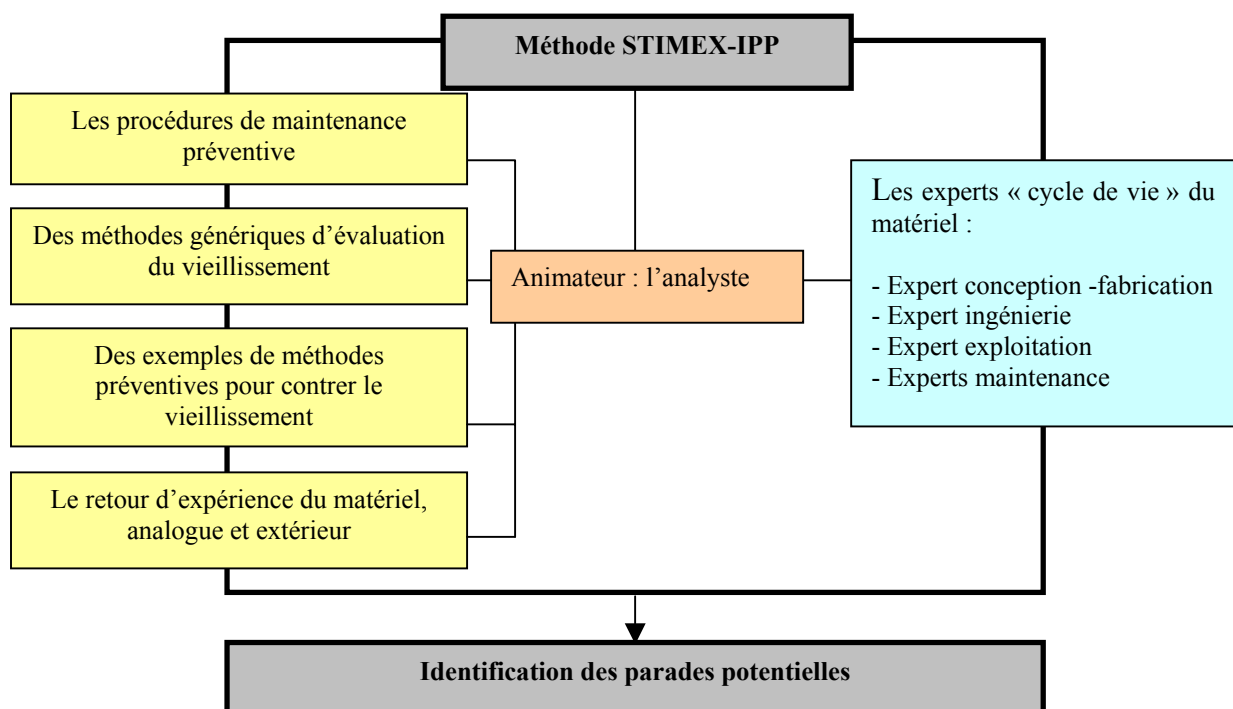 Méthode STIMEX-IPP
Les procédures de maintenance
préventive
Des méthodes génériques d'évaluation
du vieillissement
Des exemples de méthodes
préventives pour contrer le
vieillissement
Le retour d'expérience du matériel,
analogue et extérieur
Animateur : l'analyste
Les experts « cycle de vie » du
matériel :
- Expert conception -fabrication
- Expert ingénierie
- Expert exploitation
- Experts maintenance
Identification des parades potentielles